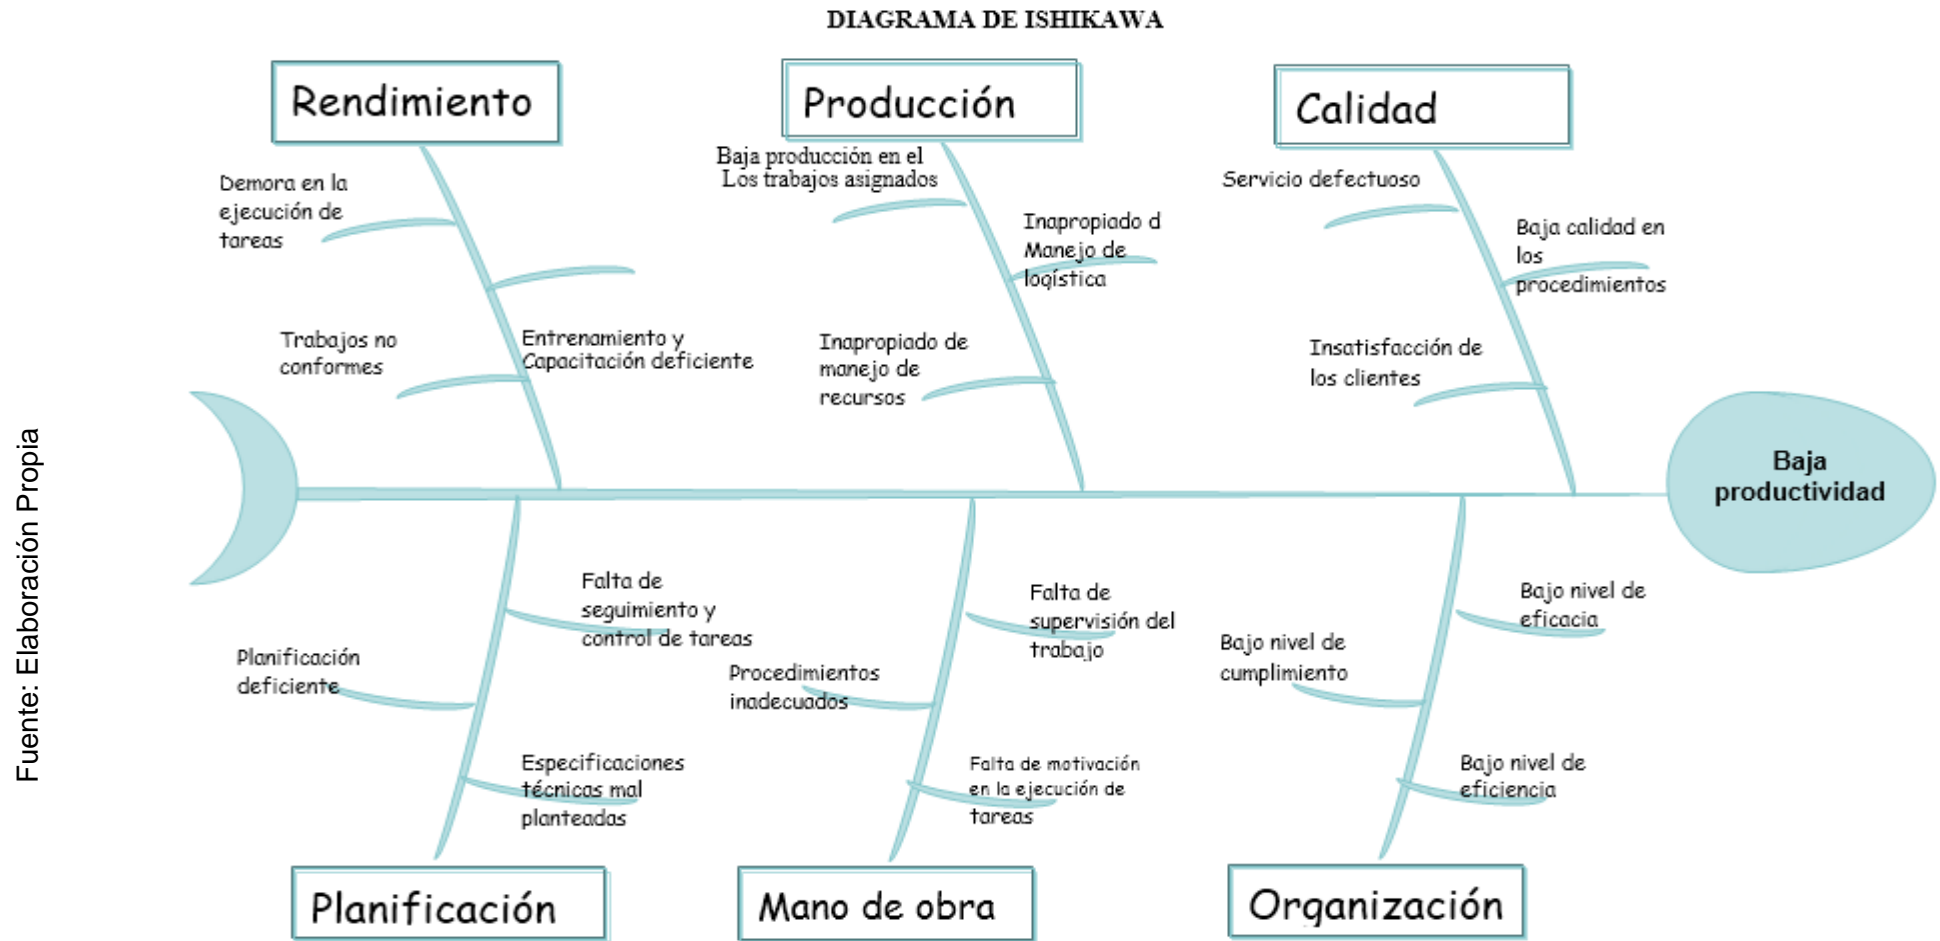 DIAGRAMA DE ISHIKAWA
Rendimiento
Producción
Calidad
Demora en la
ejecución de
tareas
Trabajos no
conformes
Entrenamiento y
Capacitación deficiente
Baja producción en el
Los trabajos asignados
Inapropiado d
Manejo de
logística
Inapropiado de
manejo de
recursos
Servicio defectuoso
Baja calidad en
los
procedimientos
Insatisfacción de
los clientes
Baja
productividad
Fuente: Elaboración Propia
Falta de
seguimiento y
control de tareas
Planificación
deficiente
Especificaciones
técnicas mal
planteadas
Falta de
supervisión del
trabajo
Procedimientos
inadecuados
Falta de motivación
en la ejecución de
tareas
Bajo nivel de
eficacia
Bajo nivel de
cumplimiento
Bajo nivel de
eficiencia
Planificación
Mano de obra
Organización